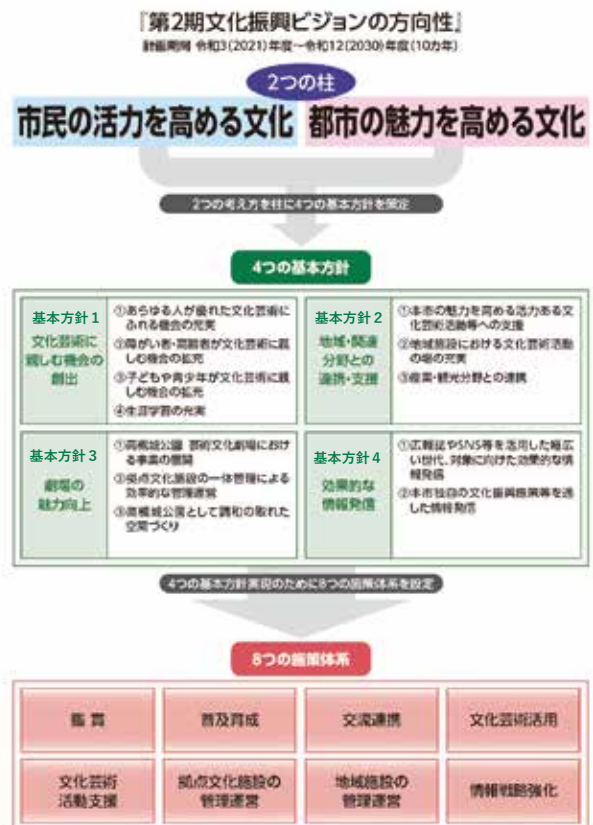 『第2期文化振興ビジョンの方向性』
計画期間 令和3(2021)年度〜令和12(2030)年度(10カ年)
2つの柱
市民の活力を高める文化 都市の魅力を高める文化
2つの考え方を柱に4つの基本方針を策定
4つの基本方針
基本方針1
文化芸術に
親しむ機会の
創出
①あらゆる人が優れた文化芸術に
ふれる機会の充実
②障がい者・高齢者が文化芸術に親
しむ機会の拡充
③子どもや青少年が文化芸術に親
しむ機会の拡充
④生涯学習の充実
基本方針2
地域・関連
分野との
連携・支援
①本市の魅力を高める活力ある文
化芸術活動等への支援
②地域施設における文化芸術活動
の場の充実
③産業・観光分野との連携
基本方針3
劇場の
魅力向上
①高槻城公園 芸術文化劇場におけ
る事業の展開
②拠点文化施設の一体管理による
効率的な管理運営
③高槻城公園として調和の取れた
空間づくり
基本方針4
効果的な
情報発信
①広報誌やSNS等を活用した幅広
い世代、対象に向けた効果的な情
報発信
②本市独自の文化振興施策等を通
した情報発信
4つの基本方針実現のために8つの施策体系を設定
8つの施策体系
鑑賞
普及育成
交流連携
文化芸術活用
文化芸術
活動支援
拠点文化施設の
管理運営
地域施設の
管理運営
情報戦略強化